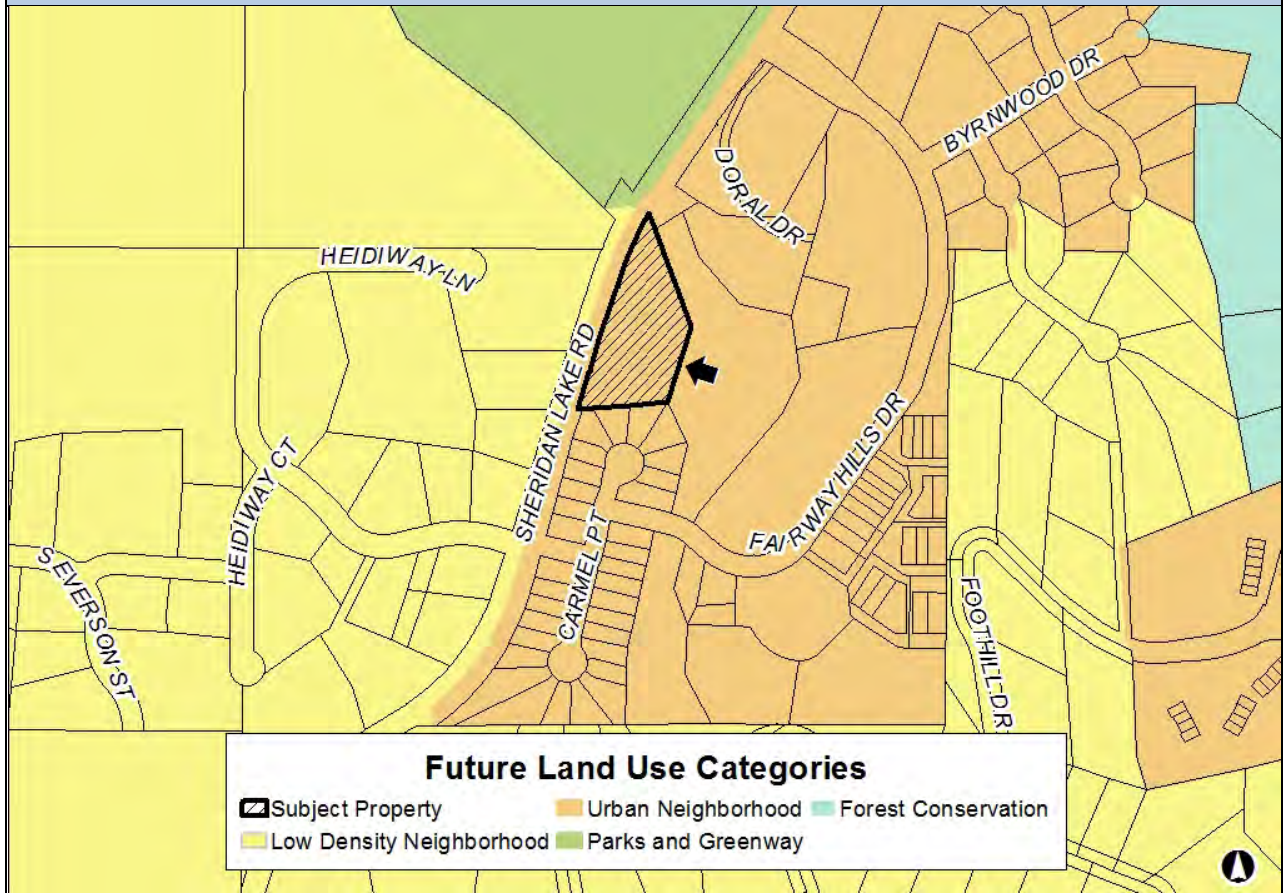 BYRNWOOD DR
DORAL DR
HEIDIWAY LN
SHERIDAN LAKE RD
FAIRWAY HILLS DR
HEIDIWAY CT
CARMEL PT
S EVERSON ST
FOOTHILL DR
Future Land Use Categories
Subject Property
Urban Neighborhood
Forest Conservation
Low Density Neighborhood
Parks and Greenway